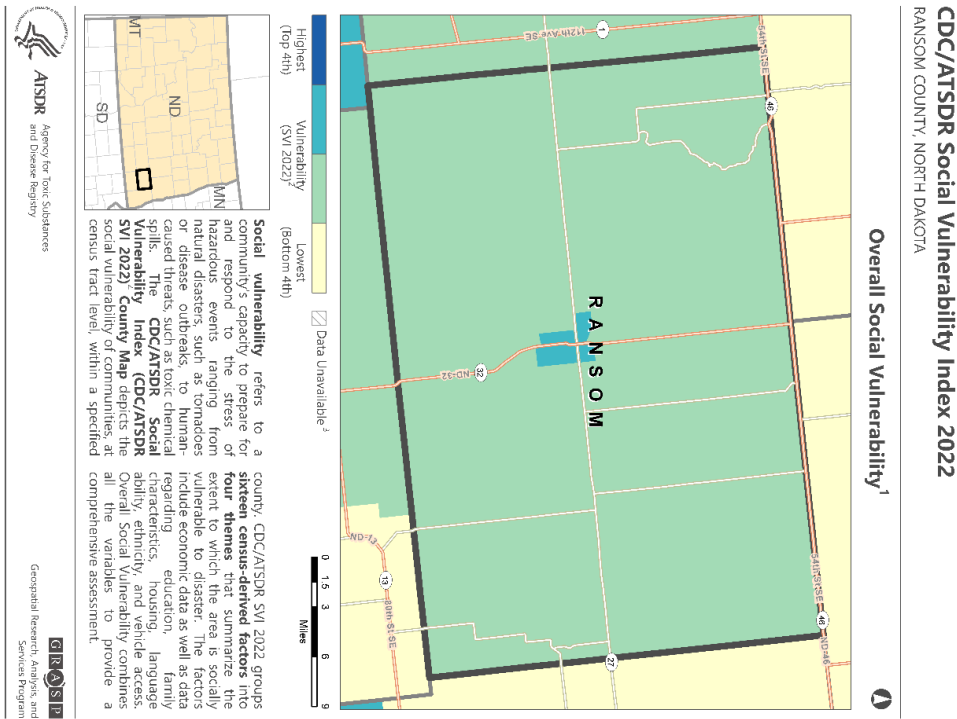 CDC/ATSDR Social Vulnerability Index 2022
RANSOM COUNTY, NORTH DAKOTA
Overall Social Vulnerability1
54th St SE
46
54th St SE
46
ND-46
1
112th Ave SE
RANSOM
27
32
ND-32
ND-13
13
80th St SE
Highest
(Top 4th)
Vulnerability
(SVI 2022)2
Lowest
(Bottom 4th)
Data Unavailable3
0 1.5 3 6 9
Miles
MT
ND
MN
SD
Social vulnerability refers to a
community's capacity to prepare for
and respond to the stress of
hazardous events ranging from
natural disasters, such as tornadoes
or disease outbreaks, to human-
caused threats, such as toxic chemical
spills. The CDC/ATSDR Social
Vulnerability Index (CDC/ATSDR
SVI 2022)4 County Map depicts the
social vulnerability of communities, at
census tract level, within a specified
county. CDC/ATSDR SVI 2022 groups
sixteen census-derived factors into
four themes that summarize the
extent to which the area is socially
vulnerable to disaster. The factors
include economic data as well as data
regarding education, family
characteristics, housing, language
ability, ethnicity, and vehicle access.
Overall Social Vulnerability combines
all the variables to provide a
comprehensive assessment.
ATSDR
Agency for Toxic Substances
and Disease Registry
GRASP
Geospatial Research, Analysis, and
Services Program